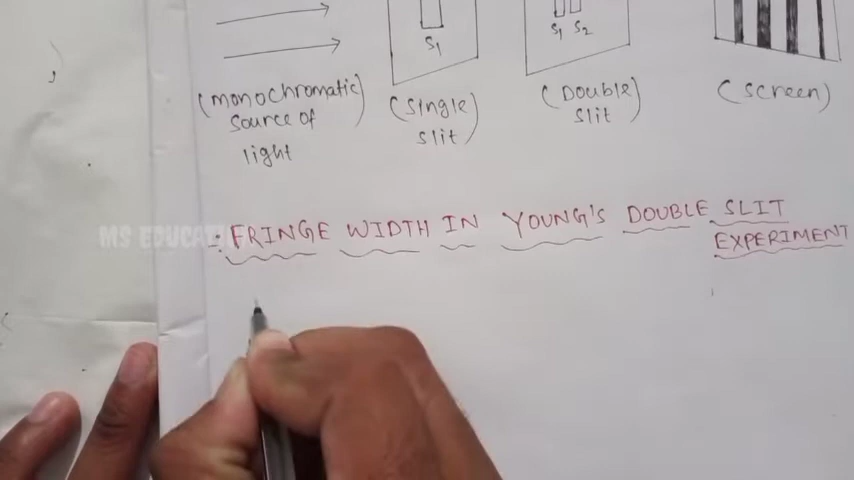 S1
S1 S2
(monochromatic)
source of
light
(single
slit)
(Double)
slit
(screen)
MS EDUCATION
:- FRINGE WIDTH IN YOUNG'S DOUBLE SLIT
EXPERIMENT